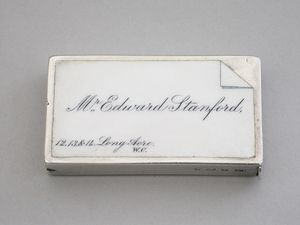 Mr. Edward Stanford,
12, 13, & 14, Long Acre,
W.C.